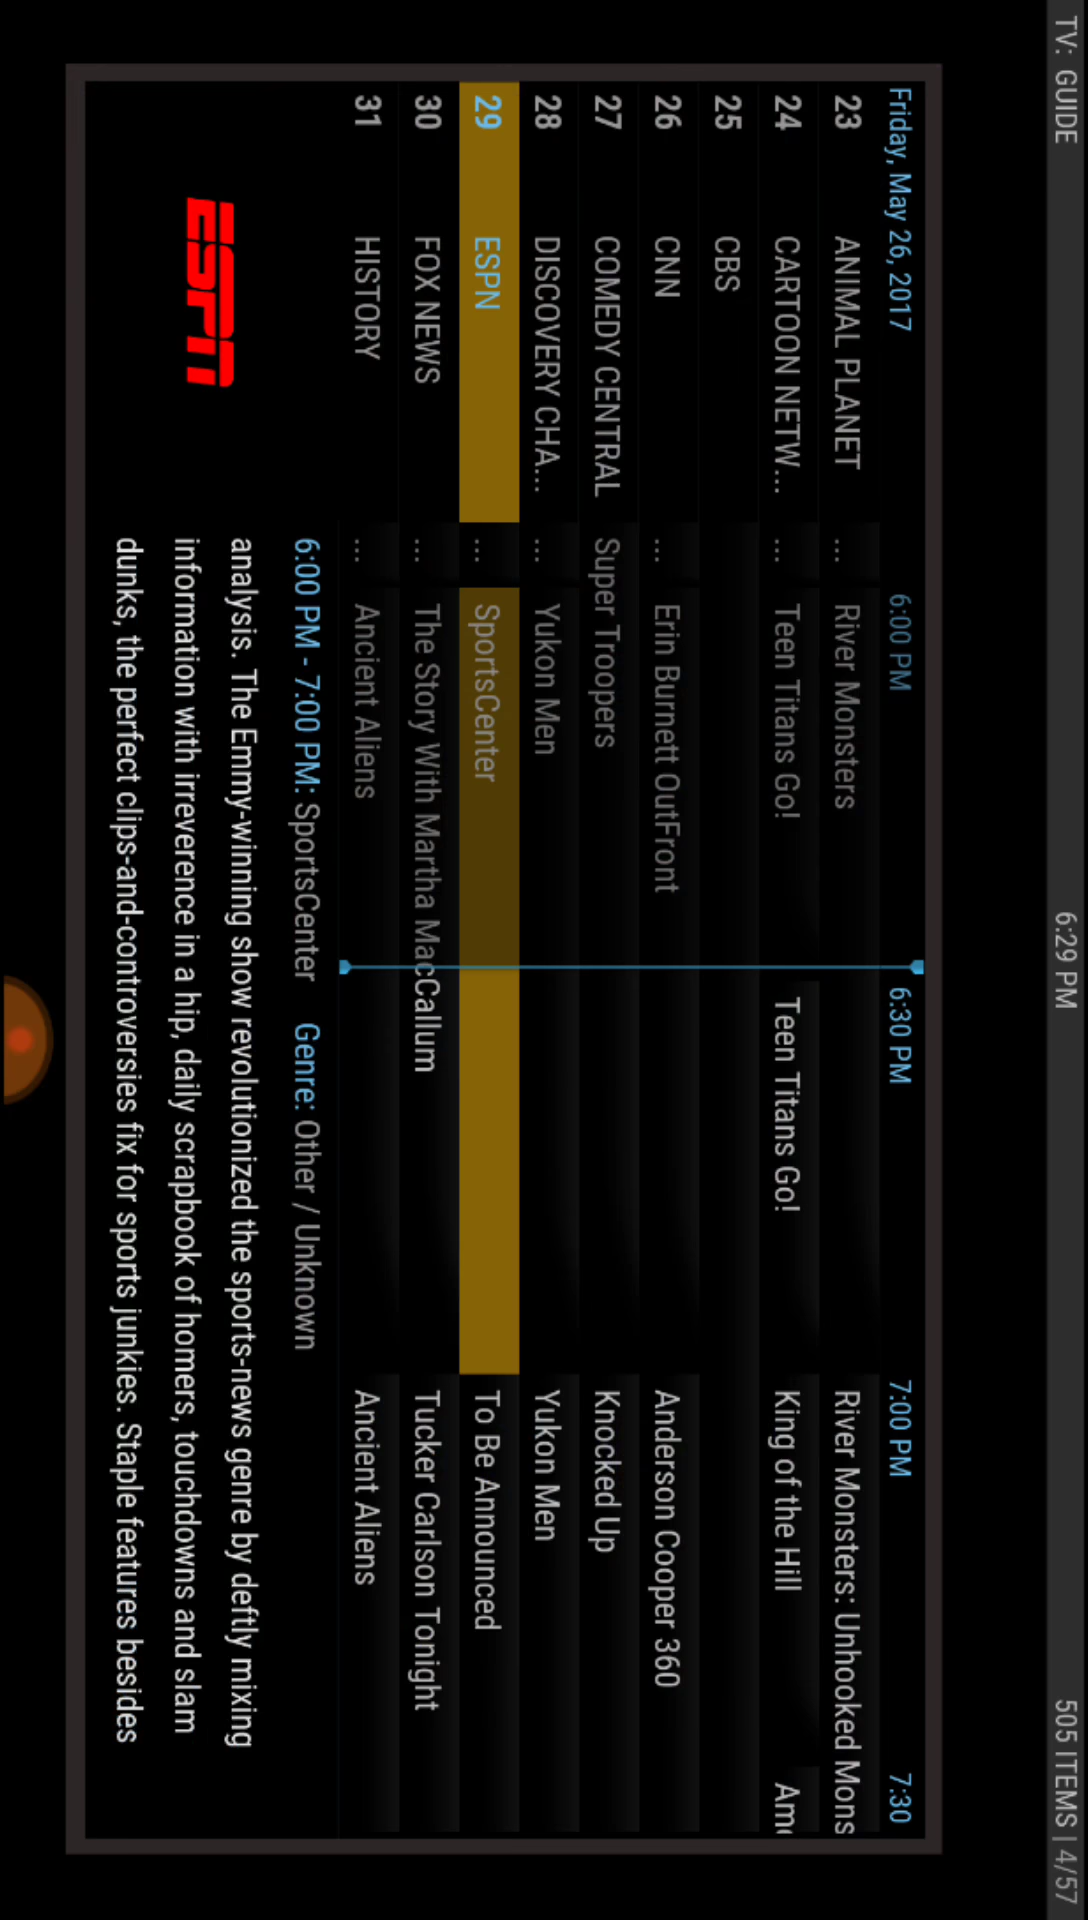 TV: GUIDE 6:29 PM 505 ITEMS | 4/57
Friday, May 26, 2017 6:00 PM 6:30 PM 7:00 PM 7:30
23 ANIMAL PLANET ... River Monsters River Monsters: Unhooked Mons
24 CARTOON NETW... ... Teen Titans Go! Teen Titans Go! King of the Hill Am
25 CBS
26 CNN ... Erin Burnett OutFront Anderson Cooper 360
27 COMEDY CENTRAL Super Troopers Knocked Up
28 DISCOVERY CHA... ... Yukon Men Yukon Men
29 ESPN ... SportsCenter To Be Announced
30 FOX NEWS ... The Story With Martha MacCallum Tucker Carlson Tonight
31 HISTORY ... Ancient Aliens Ancient Aliens
6:00 PM - 7:00 PM: SportsCenter Genre: Other / Unknown
ESPN
analysis. The Emmy-winning show revolutionized the sports-news genre by deftly mixing
information with irreverence in a hip, daily scrapbook of homers, touchdowns and slam
dunks, the perfect clips-and-controversies fix for sports junkies. Staple features besides